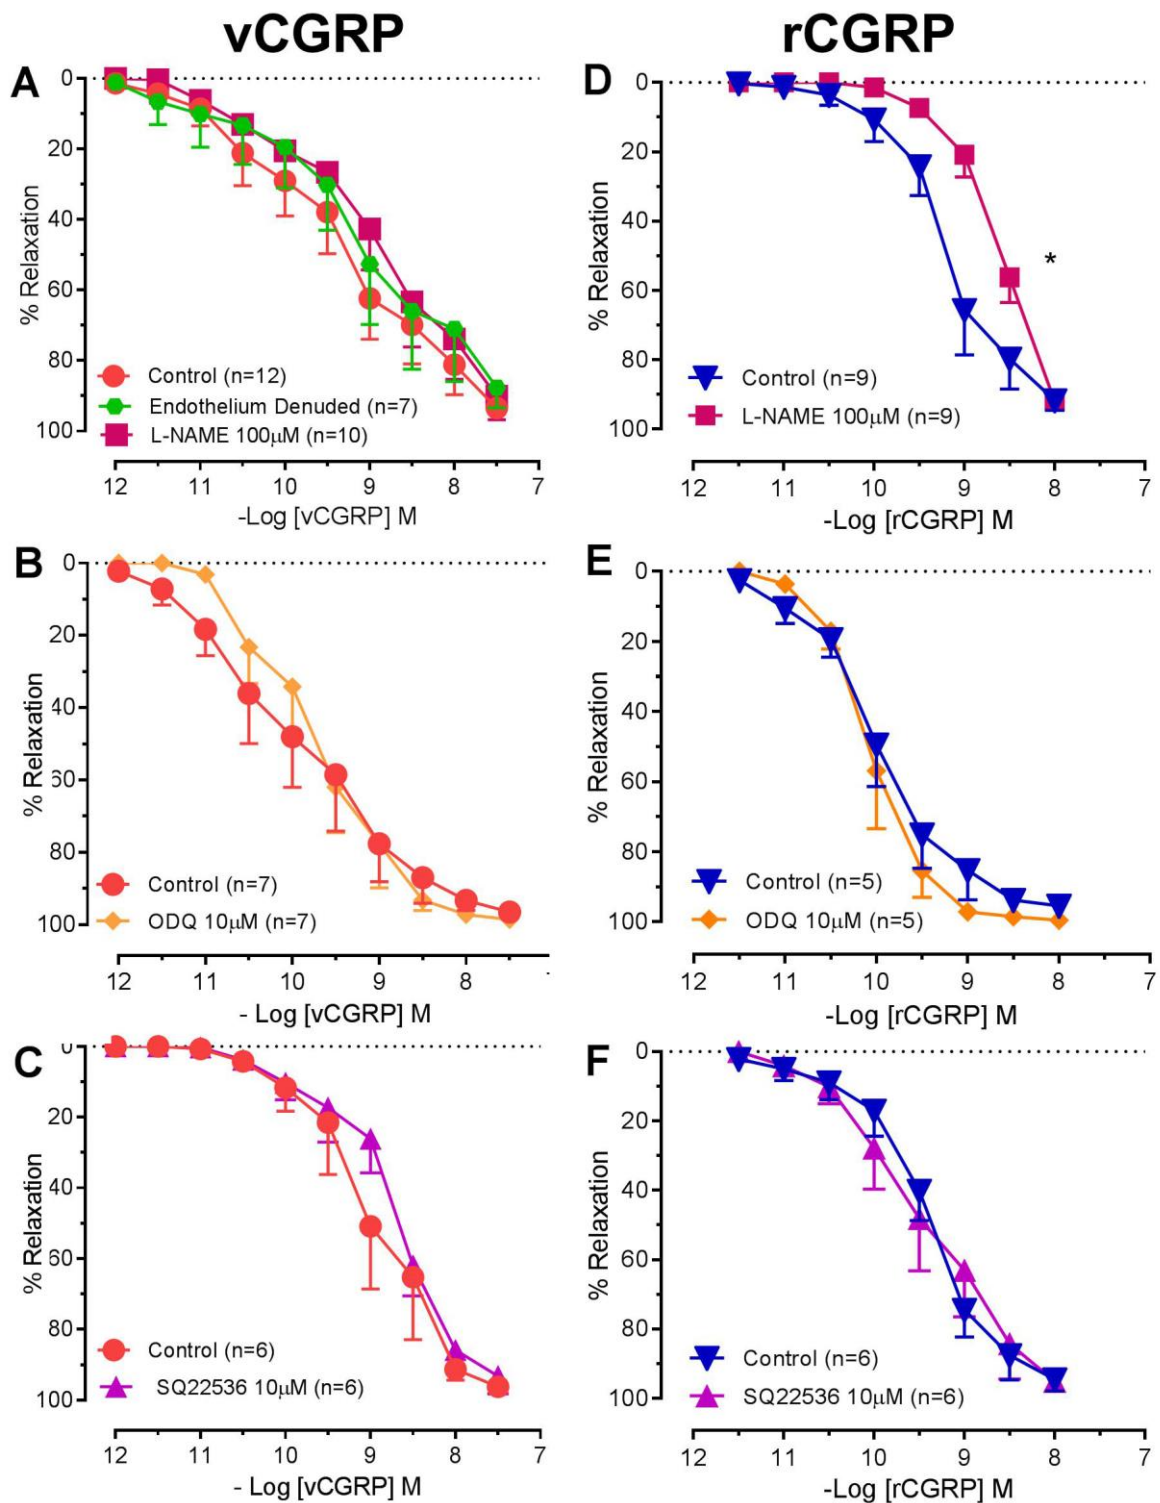 vCGRP
rCGRP
A
0
20
40
60
80
100
% Relaxation
Control (n=12)
Endothelium Denuded (n=7)
L-NAME 100μM (n=10)
12 11 10 9 8 7
-Log [vCGRP] M
D
0
20
40
60
80
100
% Relaxation
*
Control (n=9)
L-NAME 100μM (n=9)
12 11 10 9 8 7
-Log [rCGRP] M
B
0
20
40
60
80
100
% Relaxation
Control (n=7)
ODQ 10μM (n=7)
12 11 10 9 8
- Log [vCGRP] M
E
0
20
40
60
80
100
% Relaxation
Control (n=5)
ODQ 10μM (n=5)
12 11 10 9 8 7
-Log [rCGRP] M
C
0
20
40
60
80
100
% Relaxation
Control (n=6)
SQ22536 10μM (n=6)
12 11 10 9 8 7
- Log [vCGRP] M
F
0
20
40
60
80
100
% Relaxation
Control (n=6)
SQ22536 10μM (n=6)
12 11 10 9 8 7
-Log [rCGRP] M